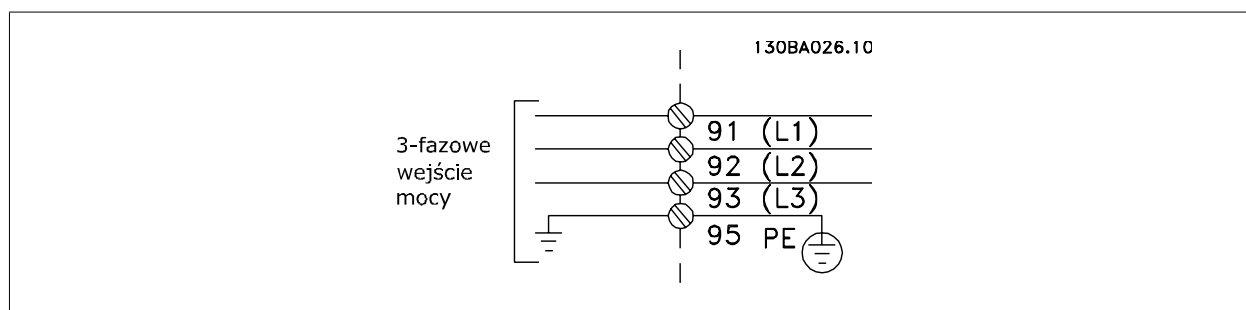 130BA026.10
3-fazowe
wejście
mocy
91 (L1)
92 (L2)
93 (L3)
95 PE